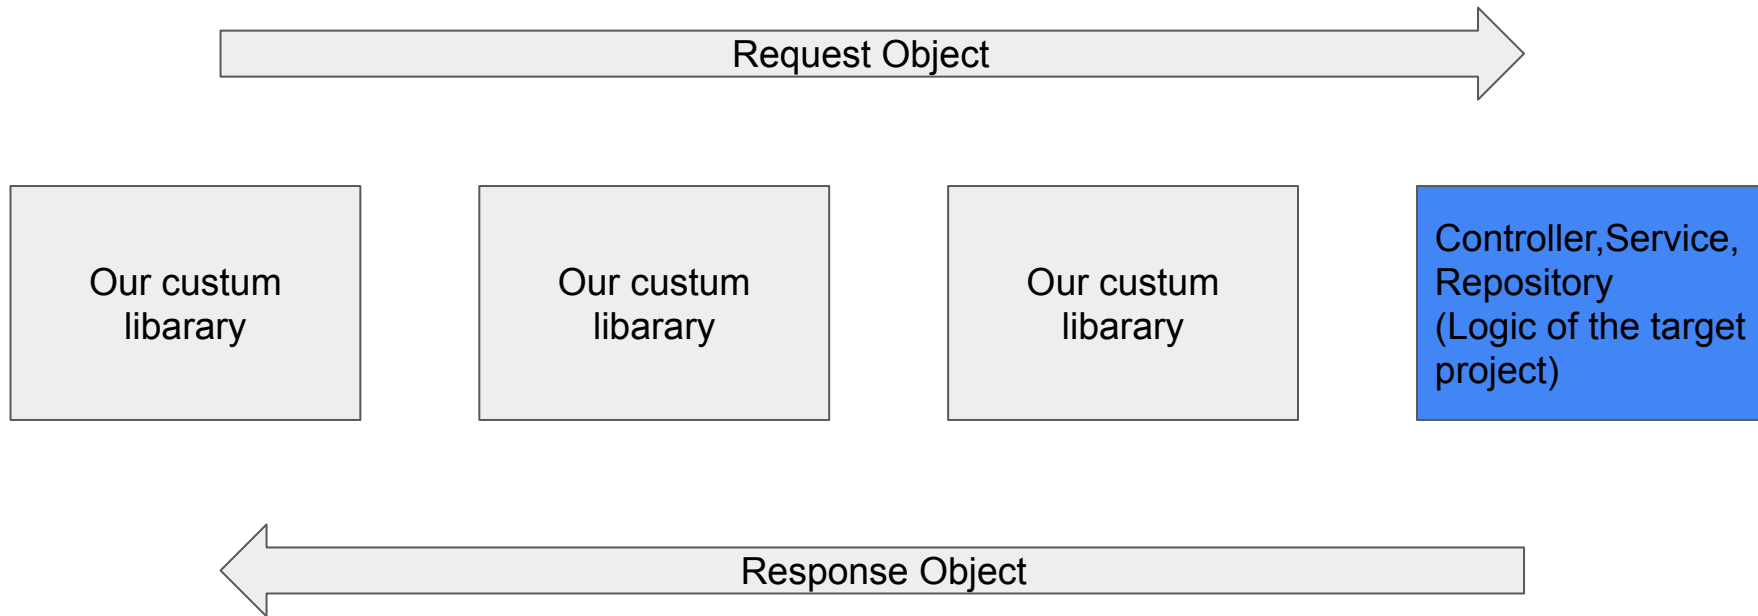 Request Object
Our custum
libarary
Our custum
libarary
Our custum
libarary
Controller,Service,
Repository
(Logic of the target
project)
Response Object